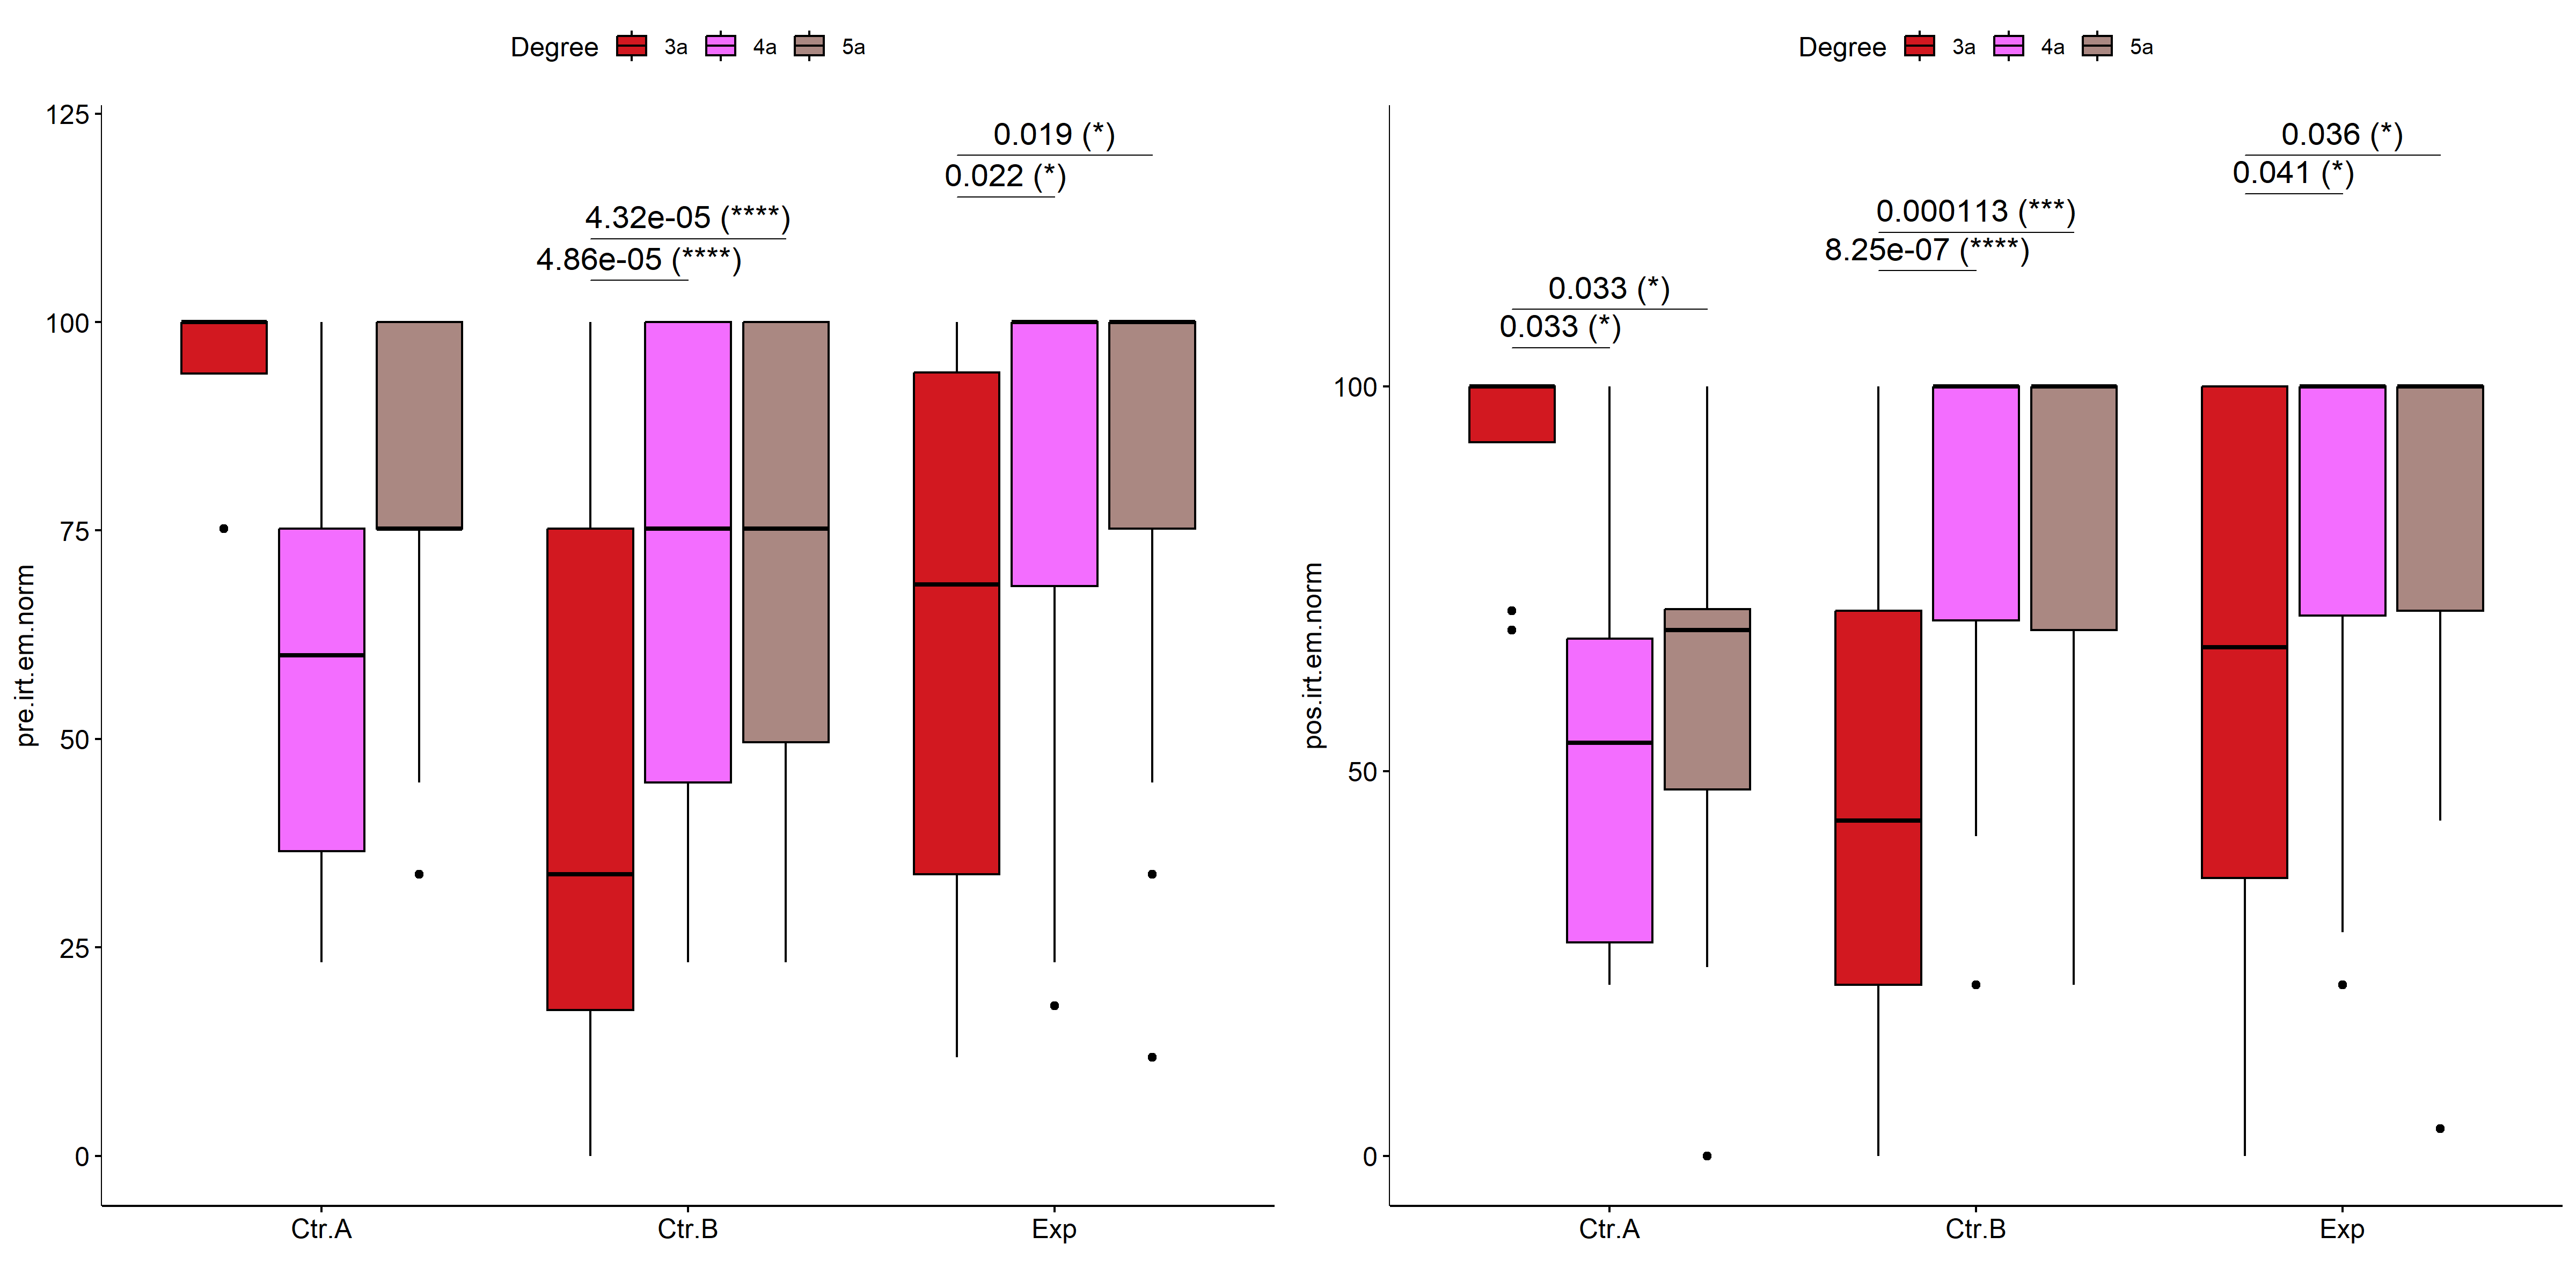 Degree 3a 4a 5a
pre.irt.em.norm
125
100
75
50
25
0
0.019 (*)
0.022 (*)
4.32e-05 (****)
4.86e-05 (****)
Ctr.A Ctr.B Exp
Degree 3a 4a 5a
pos.irt.em.norm
100
50
0
0.036 (*)
0.041 (*)
0.000113 (***)
8.25e-07 (****)
0.033 (*)
0.033 (*)
Ctr.A Ctr.B Exp